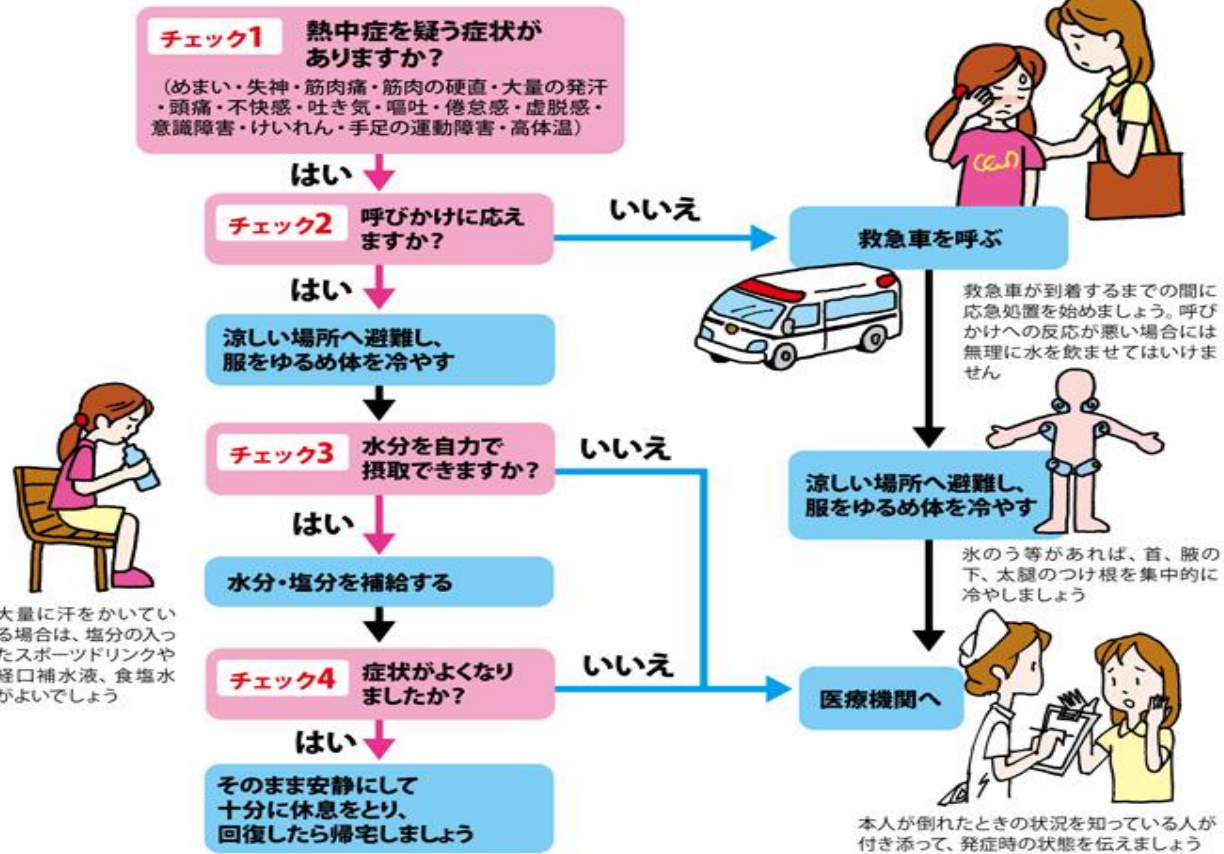 チェック1
熱中症を疑う症状が
ありますか？
（めまい・失神・筋肉痛・筋肉の硬直・大量の発汗
・頭痛・不快感・吐き気・嘔吐・倦怠感・虚脱感・
意識障害・けいれん・手足の運動障害・高体温）
はい
チェック2
呼びかけに応え
ますか？
いいえ
救急車を呼ぶ
救急車が到着するまでの間に
応急処置を始めましょう。呼び
かけへの反応が悪い場合には
無理に水を飲ませてはいけま
せん
はい
涼しい場所へ避難し、
服をゆるめ体を冷やす
チェック3
水分を自力で
摂取できますか？
いいえ
涼しい場所へ避難し、
服をゆるめ体を冷やす
氷のう等があれば、首、腋の
下、太腿のつけ根を集中的に
冷やしましょう
はい
水分・塩分を補給する
大量に汗をかいてい
る場合は、塩分の入っ
たスポーツドリンクや
経口補水液、食塩水
がよいでしょう
チェック4
症状がよくなり
ましたか？
いいえ
医療機関へ
本人が倒れたときの状況を知っている人が
付き添って、発症時の状態を伝えましょう
はい
そのまま安静にして
十分に休息をとり、
回復したら帰宅しましょう